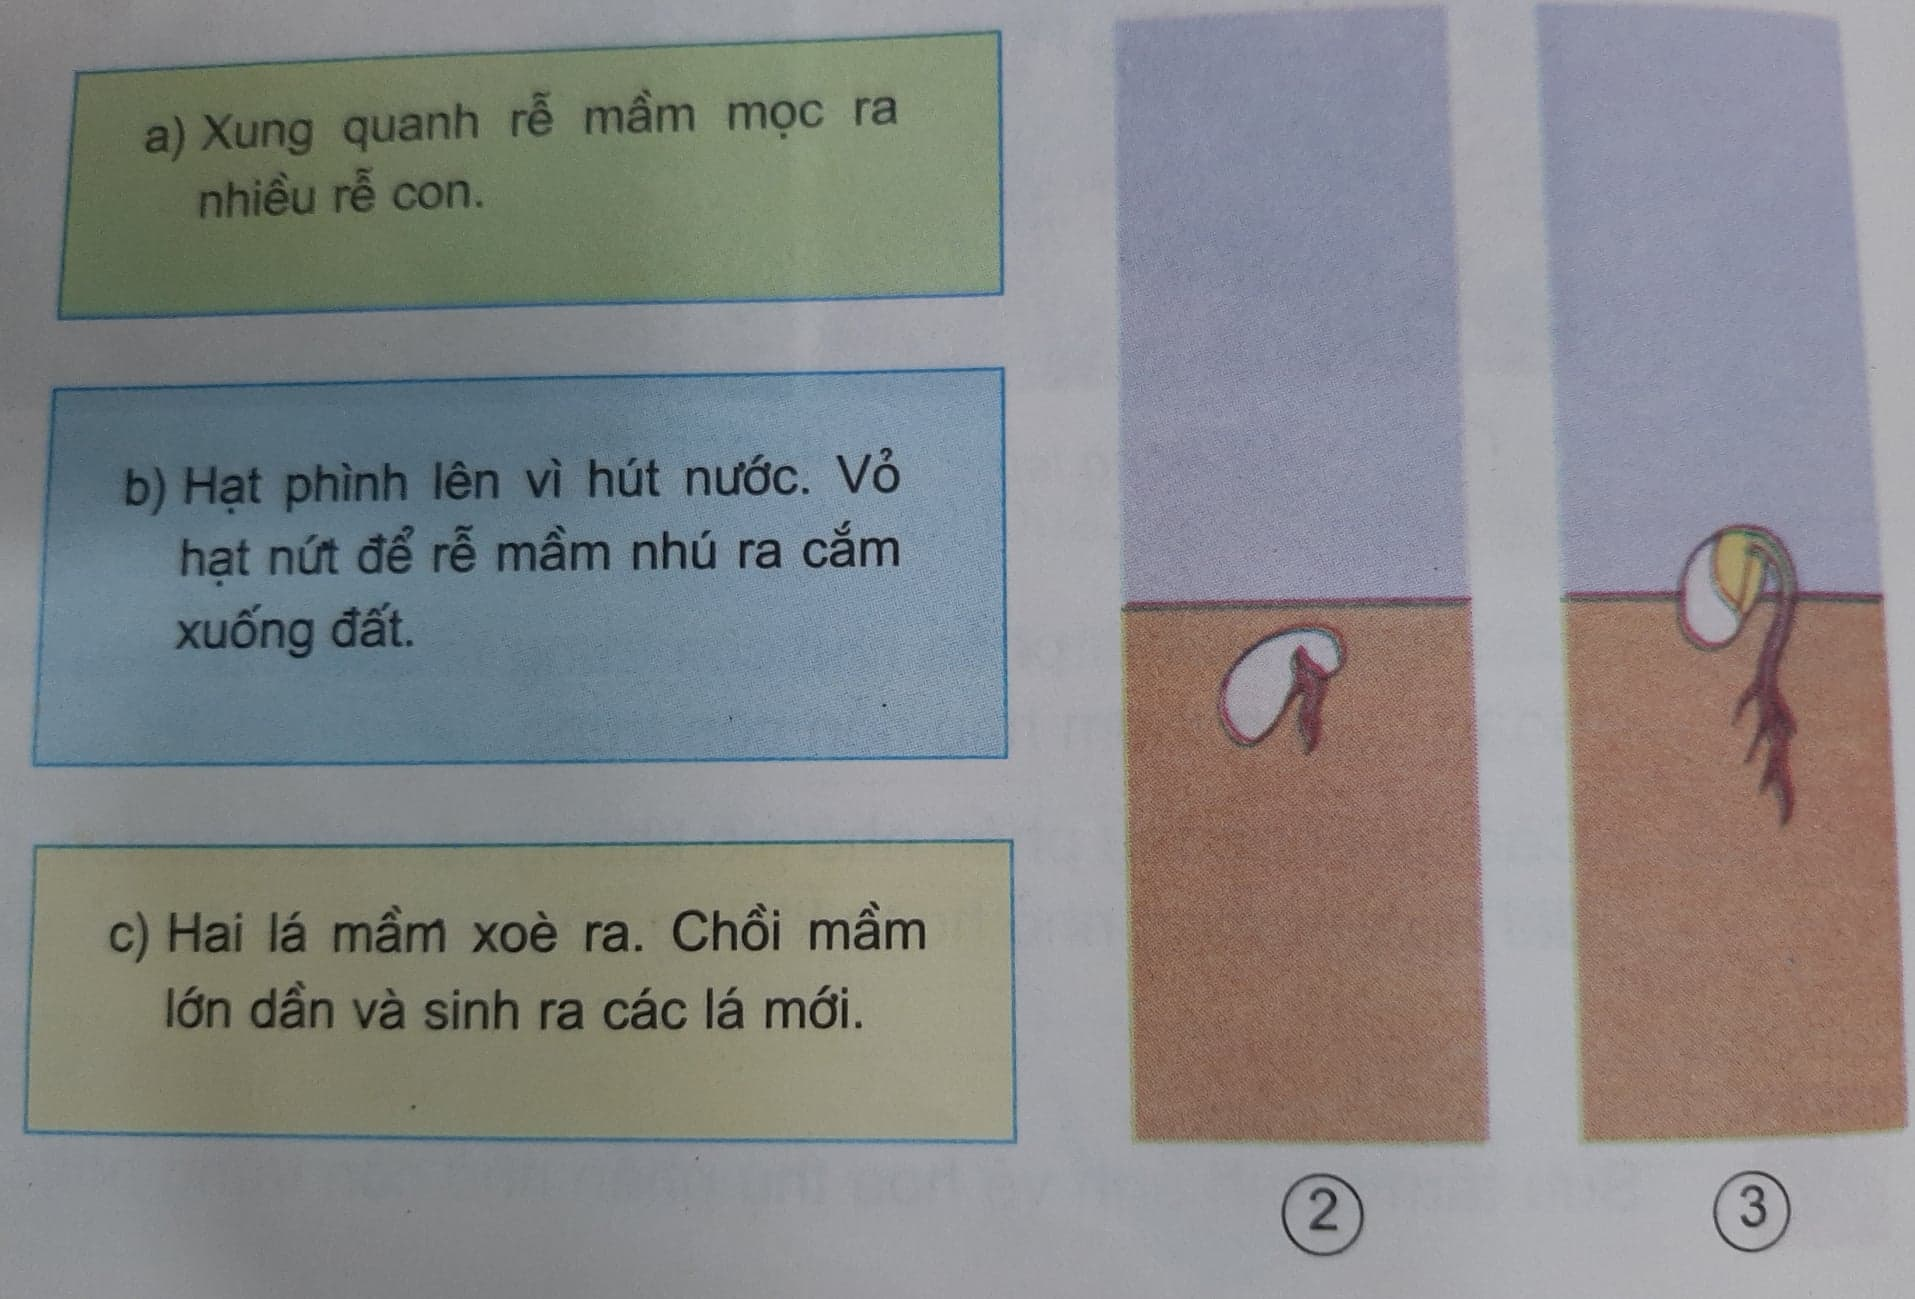 a) Xung quanh rễ mầm mọc ra
nhiều rễ con.
b) Hạt phình lên vì hút nước. Vỏ
hạt nứt để rễ mầm nhú ra cắm
xuống đất.
c) Hai lá mầm xoè ra. Chồi mầm
lớn dần và sinh ra các lá mới.
2
3